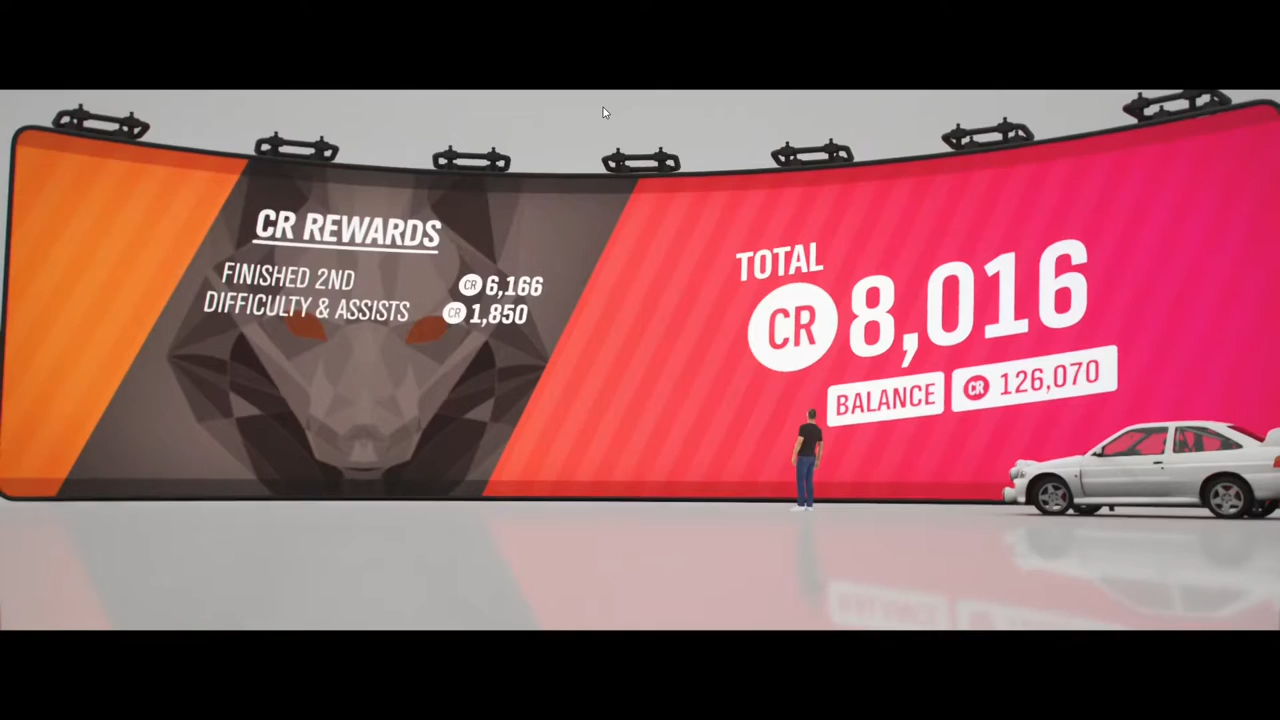 CR REWARDS
FINISHED 2ND CR 6,166
DIFFICULTY & ASSISTS CR 1,850
TOTAL
CR 8,016
BALANCE CR 126,070